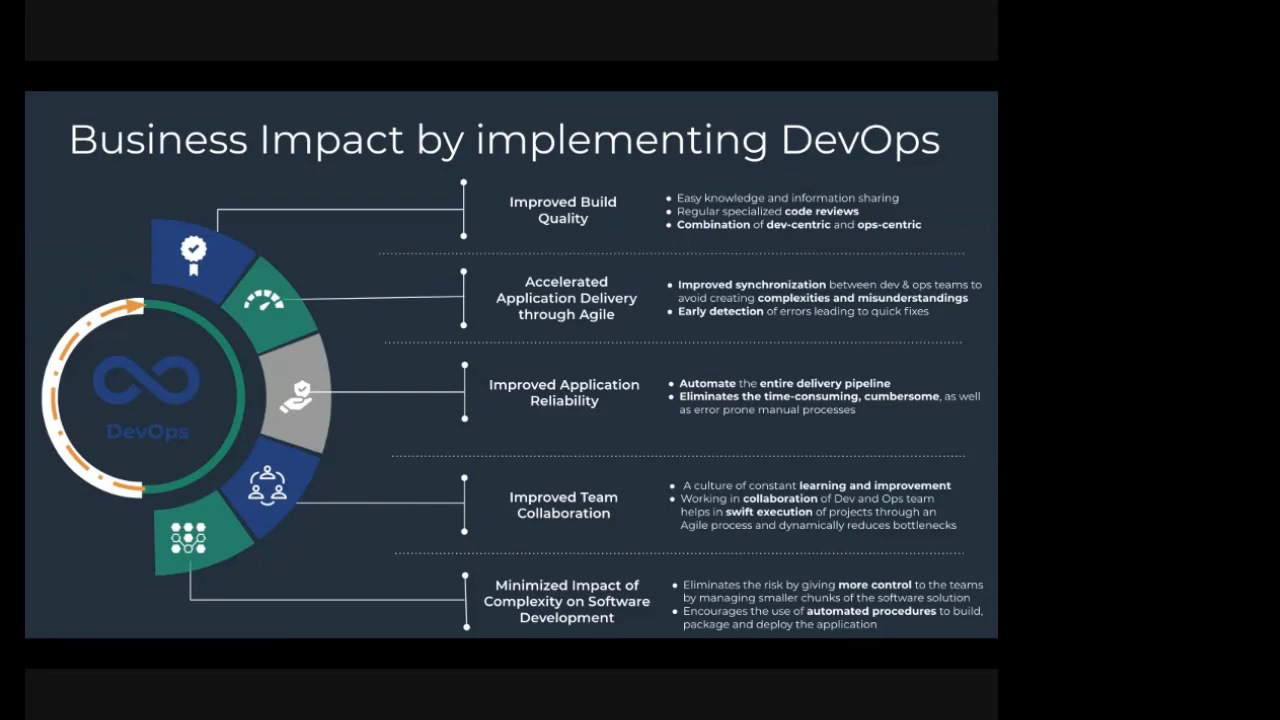 Business Impact by implementing DevOps
Improved Build
Quality
• Easy knowledge and information sharing
• Regular specialized code reviews
• Combination of dev-centric and ops-centric
Accelerated
Application Delivery
through Agile
• Improved synchronization between dev & ops teams to
avoid creating complexities and misunderstandings
• Early detection of errors leading to quick fixes
DevOps
Improved Application
Reliability
• Automate the entire delivery pipeline
• Eliminates the time-consuming, cumbersome, as well
as error prone manual processes
Improved Team
Collaboration
• A culture of constant learning and improvement
• Working in collaboration of Dev and Ops team
helps in swift execution of projects through an
Agile process and dynamically reduces bottlenecks
Minimized Impact of
Complexity on Software
Development
• Eliminates the risk by giving more control to the teams
by managing smaller chunks of the software solution
• Encourages the use of automated procedures to build,
package and deploy the application